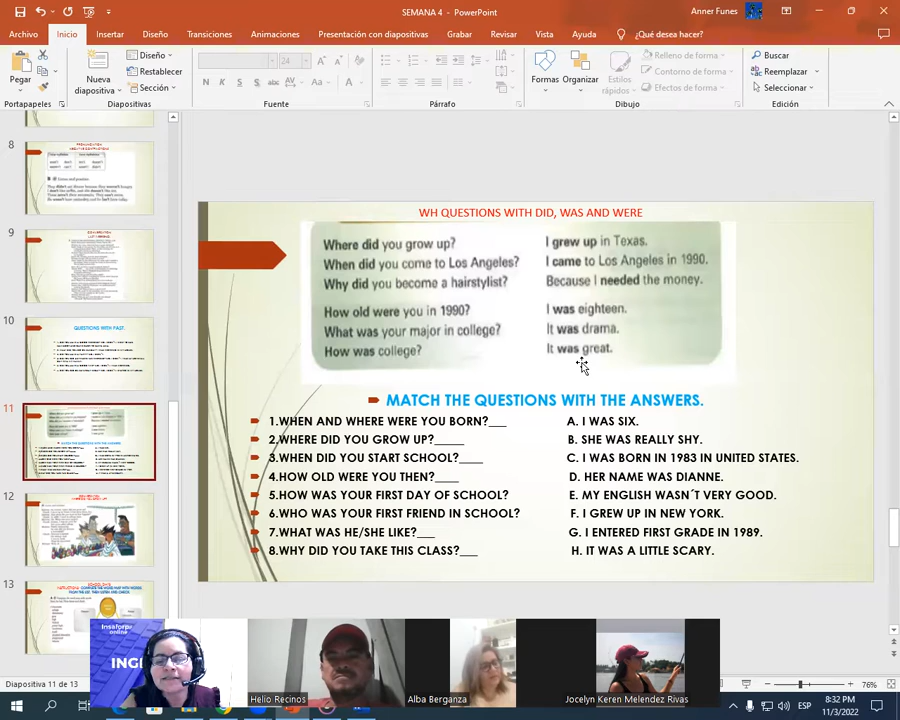 SEMANA 4 - PowerPoint
Anner Funes
Archivo
Inicio
Insertar
Diseño
Transiciones
Animaciones
Presentación con diapositivas
Grabar
Revisar
Vista
Ayuda
¿Qué desea hacer?
Pegar
Nueva diapositiva
Diseño
Restablecer
Sección
24
N K S
Aa
A
Formas
Organizar
Estilos rápidos
Relleno de forma
Contorno de forma
Efectos de forma
Buscar
Reemplazar
Seleccionar
Portapapeles
Diapositivas
Fuente
Párrafo
Dibujo
Edición
8
9
10
QUESTIONS WITH PAST.
11
12
13
WH QUESTIONS WITH DID, WAS AND WERE
Where did you grow up? I grew up in Texas.
When did you come to Los Angeles? I came to Los Angeles in 1990.
Why did you become a hairstylist? Because I needed the money.
How old were you in 1990? I was eighteen.
What was your major in college? It was drama.
How was college? It was great.
MATCH THE QUESTIONS WITH THE ANSWERS.
1.WHEN AND WHERE WERE YOU BORN?___ A. I WAS SIX.
2.WHERE DID YOU GROW UP?_____ B. SHE WAS REALLY SHY.
3.WHEN DID YOU START SCHOOL?____ C. I WAS BORN IN 1983 IN UNITED STATES.
4.HOW OLD WERE YOU THEN?____ D. HER NAME WAS DIANNE.
5.HOW WAS YOUR FIRST DAY OF SCHOOL? E. MY ENGLISH WASN´T VERY GOOD.
6.WHO WAS YOUR FIRST FRIEND IN SCHOOL? F. I GREW UP IN NEW YORK.
7.WHAT WAS HE/SHE LIKE?___ G. I ENTERED FIRST GRADE IN 1989.
8.WHY DID YOU TAKE THIS CLASS?___ H. IT WAS A LITTLE SCARY.
Insaforp
online
ING
Helio Recinos
Alba Berganza
Jocelyn Keren Melendez Rivas
Diapositiva 11 de 13
76%
ESP
8:32 PM
11/3/2022